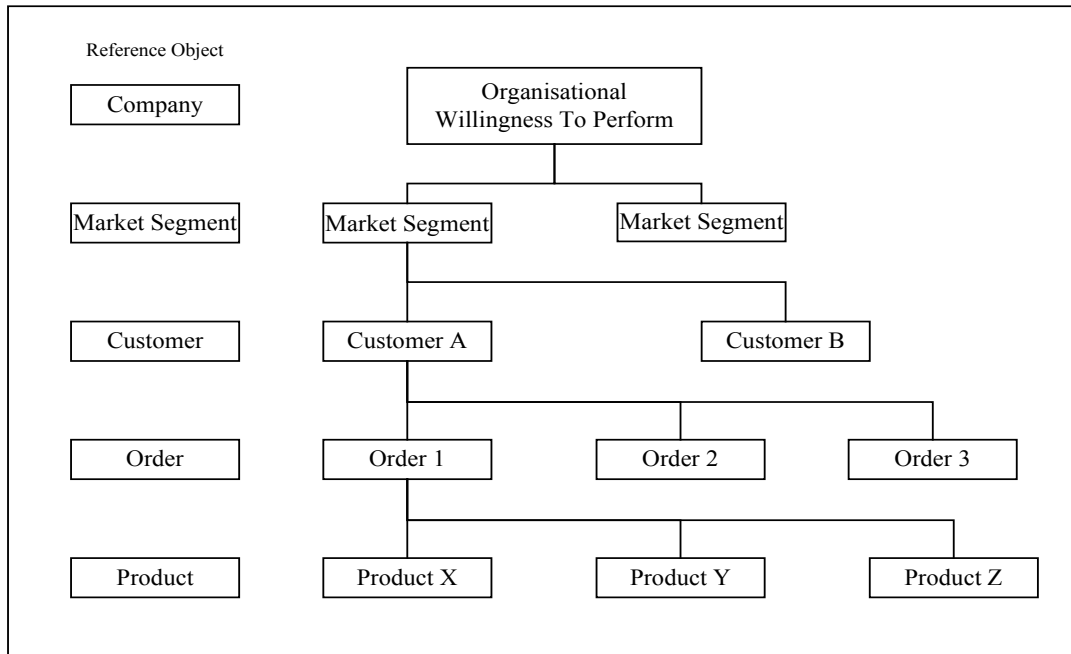 Reference Object
Company
Organisational
Willingness To Perform
Market Segment
Market Segment
Market Segment
Customer
Customer A
Customer B
Order
Order 1
Order 2
Order 3
Product
Product X
Product Y
Product Z